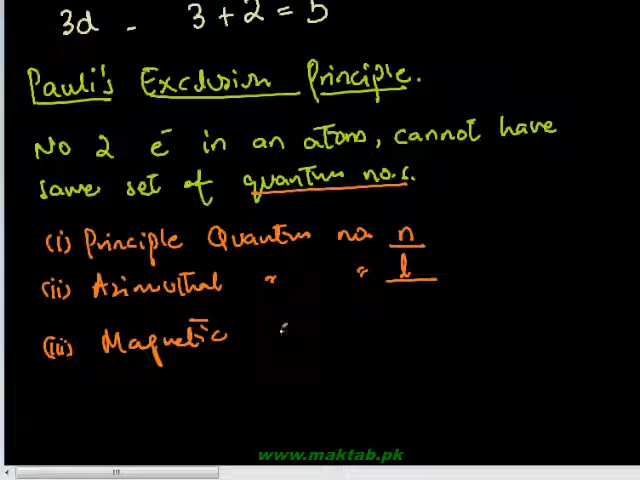 3d - 3 + 2 = 5
Pauli's Exclusion Principle.
No 2 e⁻ in an atoms, cannot have
same set of quantum no.s.
(i) Principle Quantum no. n
(ii) Azimuthal " " l
(iii) Magnetic "
www.maktab.pk